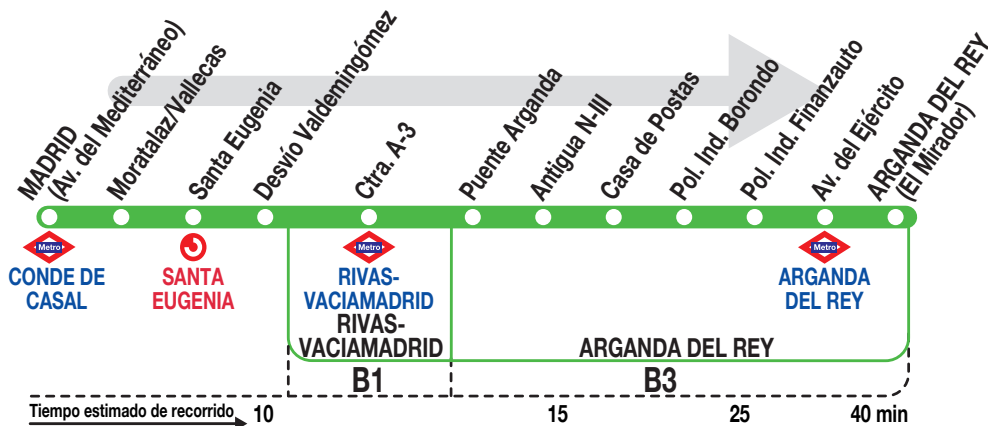 MADRID
(Av. del Mediterráneo)
Moratalaz/Vallecas
Santa Eugenia
Desvío Valdemingómez
Ctra. A-3
Puente Arganda
Antigua N-III
Casa de Postas
Pol. Ind. Borondo
Pol. Ind. Finanzauto
Av. del Ejército
ARGANDA DEL REY
(El Mirador)
Metro
CONDE DE
CASAL
SANTA
EUGENIA
Metro
RIVAS-
VACIAMADRID
Metro
ARGANDA
DEL REY
RIVAS-
VACIAMADRID
ARGANDA DEL REY
B1
B3
Tiempo estimado de recorrido 10 15 25 40 min